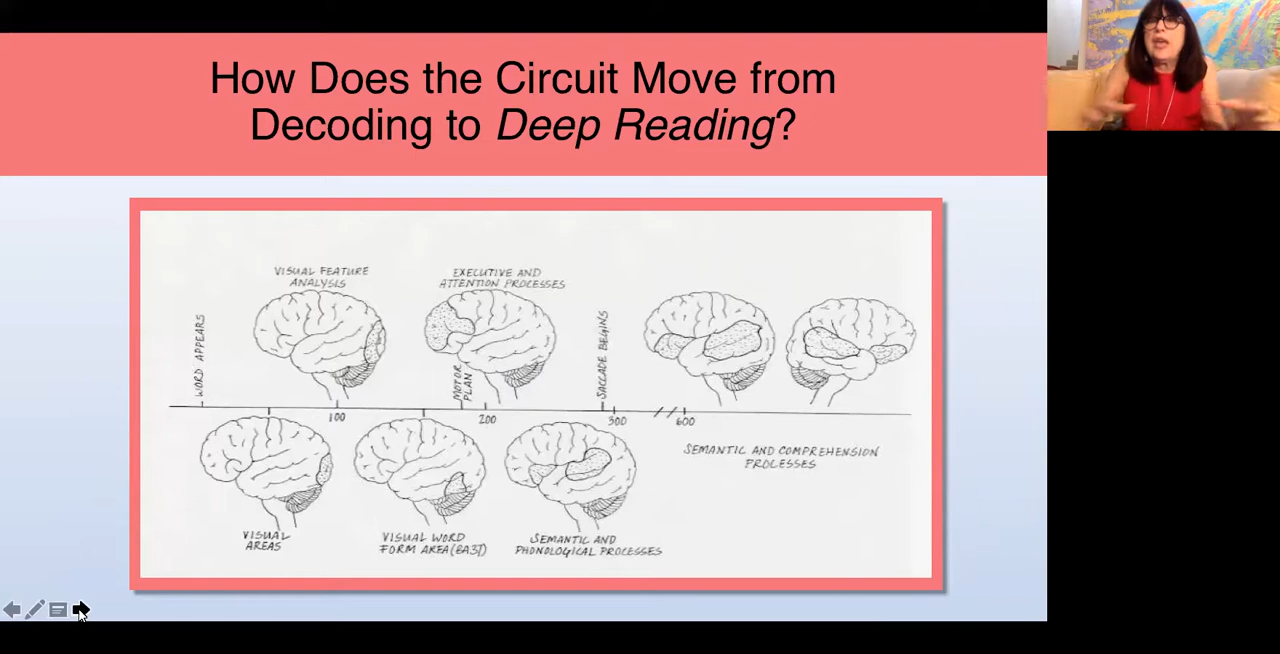 How Does the Circuit Move from
Decoding to Deep Reading?
VISUAL FEATURE
ANALYSIS
EXECUTIVE AND
ATTENTION PROCESSES
WORD APPEARS
MOTOR
PLAN
SACCADE BEGINS
100
200
300
600
SEMANTIC AND COMPREHENSION
PROCESSES
VISUAL
AREAS
VISUAL WORD
FORM AREA (BA37)
SEMANTIC AND
PHONOLOGICAL PROCESSES